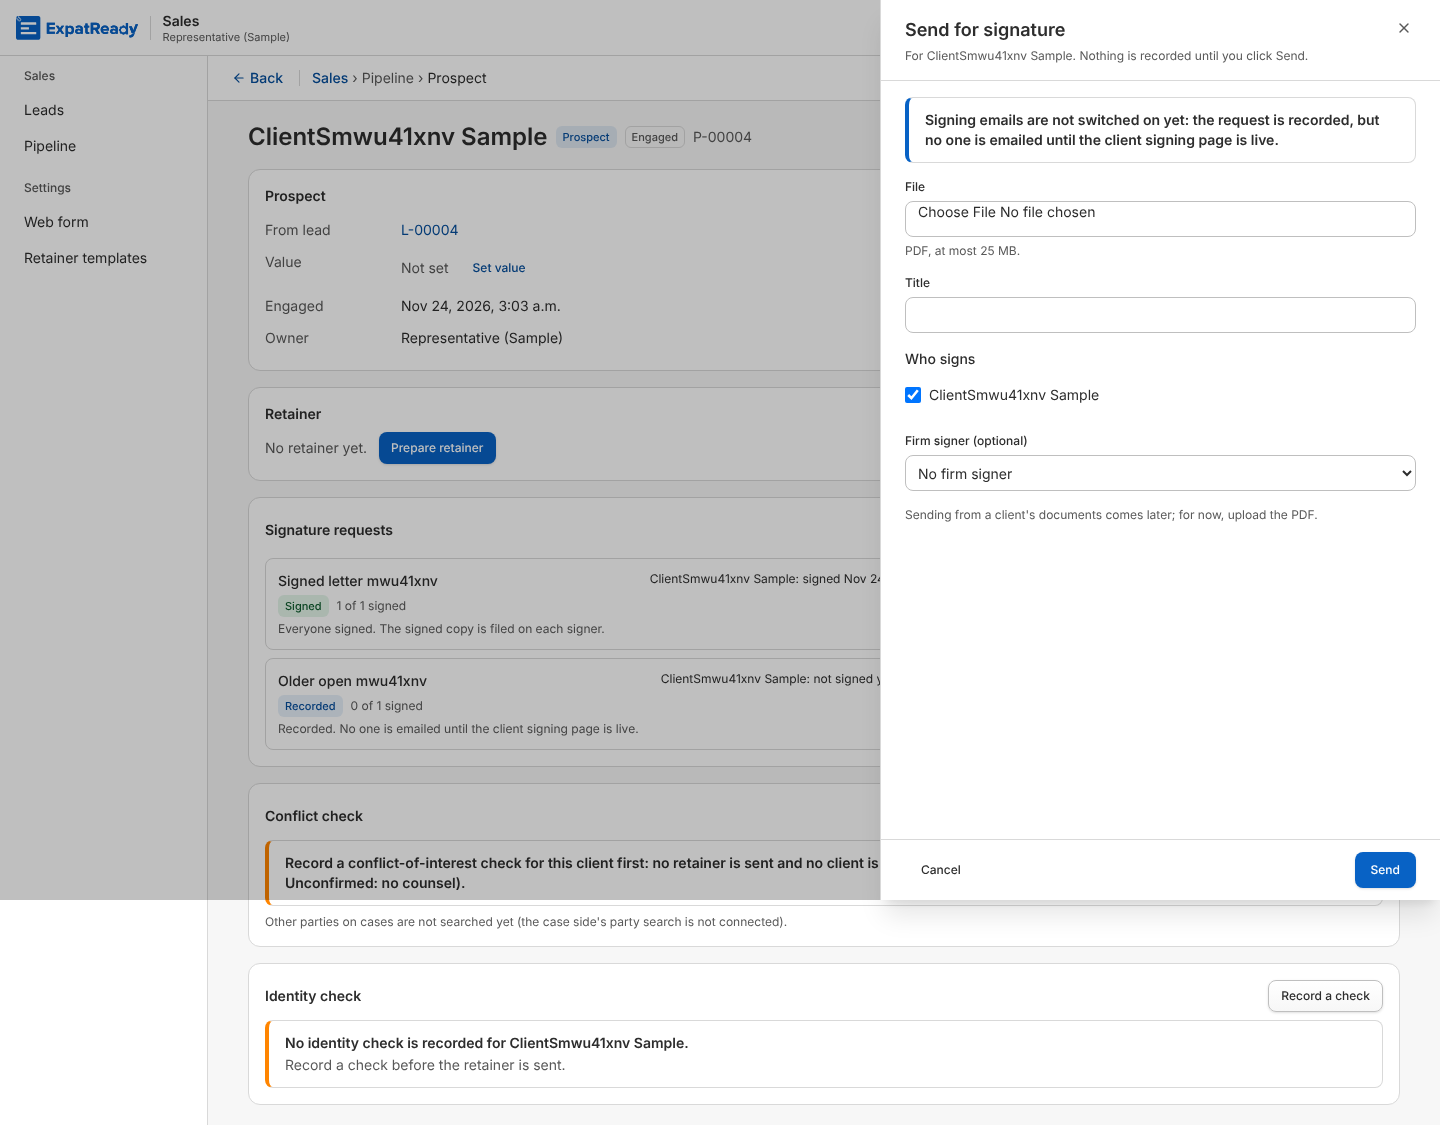 ExpatReady
Sales
Representative (Sample)
Sales
Leads
Pipeline
Settings
Web form
Retainer templates
← Back
Sales › Pipeline › Prospect
ClientSmwu41xnv Sample Prospect Engaged P-00004
Prospect
From lead L-00004
Value Not set Set value
Engaged Nov 24, 2026, 3:03 a.m.
Owner Representative (Sample)
Retainer
No retainer yet. Prepare retainer
Signature requests
Signed letter mwu41xnv
ClientSmwu41xnv Sample: signed Nov 24
Signed 1 of 1 signed
Everyone signed. The signed copy is filed on each signer.
Older open mwu41xnv
ClientSmwu41xnv Sample: not signed
Recorded 0 of 1 signed
Recorded. No one is emailed until the client signing page is live.
Conflict check
Record a conflict-of-interest check for this client first: no retainer is sent and no client is
Unconfirmed: no counsel).
Other parties on cases are not searched yet (the case side's party search is not connected).
Identity check
Record a check
No identity check is recorded for ClientSmwu41xnv Sample.
Record a check before the retainer is sent.
Send for signature
For ClientSmwu41xnv Sample. Nothing is recorded until you click Send.
Signing emails are not switched on yet: the request is recorded, but
no one is emailed until the client signing page is live.
File
Choose File No file chosen
PDF, at most 25 MB.
Title
Who signs
ClientSmwu41xnv Sample
Firm signer (optional)
No firm signer
Sending from a client's documents comes later; for now, upload the PDF.
Cancel
Send